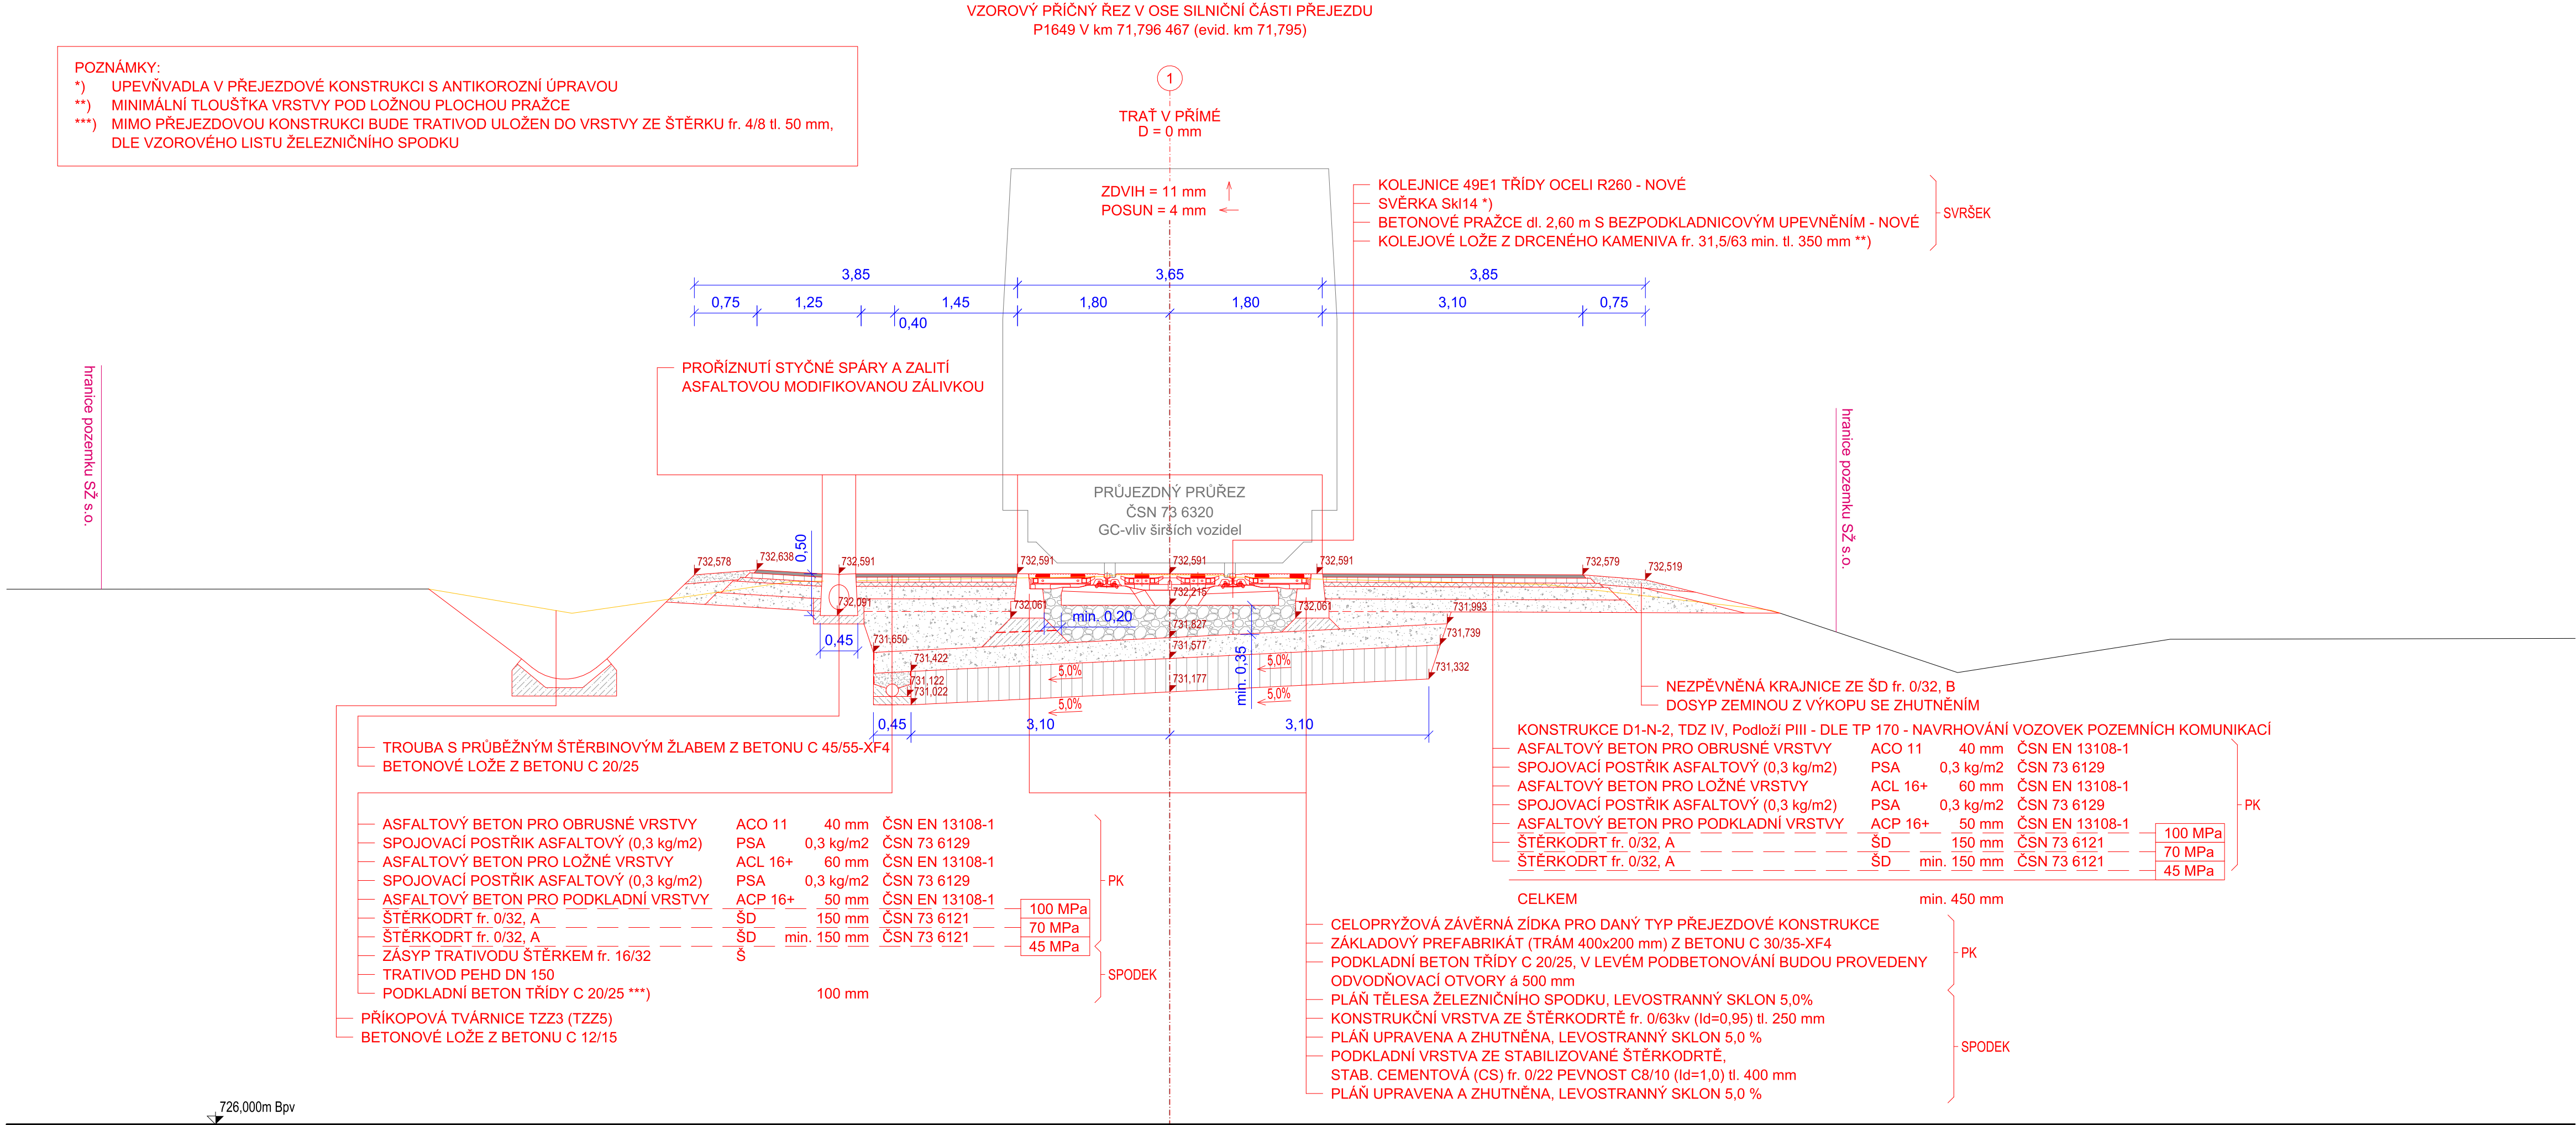 VZOROVÝ PŘÍČNÝ ŘEZ V OSE SILNIČNÍ ČÁSTI PŘEJEZDU
P1649 V km 71,796 467 (evid. km 71,795)
POZNÁMKY:
*) UPEVŇVADLA V PŘEJEZDOVÉ KONSTRUKCI S ANTIKOROZNÍ ÚPRAVOU
**) MINIMÁLNÍ TLOUŠŤKA VRSTVY POD LOŽNOU PLOCHOU PRAŽCE
***) MIMO PŘEJEZDOVOU KONSTRUKCI BUDE TRATIVOD ULOŽEN DO VRSTVY ZE ŠTĚRKU fr. 4/8 tl. 50 mm,
DLE VZOROVÉHO LISTU ŽELEZNIČNÍHO SPODKU
1
TRAŤ V PŘÍMÉ
D = 0 mm
ZDVIH = 11 mm
POSUN = 4 mm
KOLEJNICE 49E1 TŘÍDY OCELI R260 - NOVÉ
SVĚRKA Skl14 *)
BETONOVÉ PRAŽCE dl. 2,60 m S BEZPODKLADNICOVÝM UPEVNĚNÍM - NOVÉ
KOLEJOVÉ LOŽE Z DRCENÉHO KAMENIVA fr. 31,5/63 min. tl. 350 mm **)
SVRŠEK
3,85 3,65 3,85
0,75 1,25 1,45 1,80 1,80 3,10 0,75
0,40
PROŘÍZNUTÍ STYČNÉ SPÁRY A ZALITÍ
ASFALTOVOU MODIFIKOVANOU ZÁLIVKOU
hranice pozemku SŽ s.o.
hranice pozemku SŽ s.o.
PRŮJEZDNÝ PRŮŘEZ
ČSN 73 6320
GC-vliv širších vozidel
732,578 732,638 0,50 732,591 732,591 732,591 732,591 732,579 732,519
732,091 732,061 732,216 732,061 731,993
min. 0,20
731,827
0,45 731,650 731,739
731,422 731,577 min. 0,35 5,0% 731,332
5,0%
731,122
731,022 731,177 5,0%
5,0%
0,45 3,10 3,10
NEZPĚVNĚNÁ KRAJNICE ZE ŠD fr. 0/32, B
DOSYP ZEMINOU Z VÝKOPU SE ZHUTNĚNÍM
TROUBA S PRŮBĚŽNÝM ŠTĚRBINOVÝM ŽLABEM Z BETONU C 45/55-XF4
BETONOVÉ LOŽE Z BETONU C 20/25
KONSTRUKCE D1-N-2, TDZ IV, Podloží PIII - DLE TP 170 - NAVRHOVÁNÍ VOZOVEK POZEMNÍCH KOMUNIKACÍ
ASFALTOVÝ BETON PRO OBRUSNÉ VRSTVY ACO 11 40 mm ČSN EN 13108-1
SPOJOVACÍ POSTŘIK ASFALTOVÝ (0,3 kg/m2) PSA 0,3 kg/m2 ČSN 73 6129
ASFALTOVÝ BETON PRO LOŽNÉ VRSTVY ACL 16+ 60 mm ČSN EN 13108-1
SPOJOVACÍ POSTŘIK ASFALTOVÝ (0,3 kg/m2) PSA 0,3 kg/m2 ČSN 73 6129
ASFALTOVÝ BETON PRO PODKLADNÍ VRSTVY ACP 16+ 50 mm ČSN EN 13108-1
100 MPa
ŠTĚRKODRT fr. 0/32, A ŠD 150 mm ČSN 73 6121
70 MPa
ŠTĚRKODRT fr. 0/32, A ŠD min. 150 mm ČSN 73 6121
45 MPa
PK
CELKEM min. 450 mm
ASFALTOVÝ BETON PRO OBRUSNÉ VRSTVY ACO 11 40 mm ČSN EN 13108-1
SPOJOVACÍ POSTŘIK ASFALTOVÝ (0,3 kg/m2) PSA 0,3 kg/m2 ČSN 73 6129
ASFALTOVÝ BETON PRO LOŽNÉ VRSTVY ACL 16+ 60 mm ČSN EN 13108-1
SPOJOVACÍ POSTŘIK ASFALTOVÝ (0,3 kg/m2) PSA 0,3 kg/m2 ČSN 73 6129
ASFALTOVÝ BETON PRO PODKLADNÍ VRSTVY ACP 16+ 50 mm ČSN EN 13108-1
100 MPa
ŠTĚRKODRT fr. 0/32, A ŠD 150 mm ČSN 73 6121
70 MPa
ŠTĚRKODRT fr. 0/32, A ŠD min. 150 mm ČSN 73 6121
45 MPa
ZÁSYP TRATIVODU ŠTĚRKEM fr. 16/32 Š
TRATIVOD PEHD DN 150
PODKLADNÍ BETON TŘÍDY C 20/25 ***) 100 mm
PK
SPODEK
PŘÍKOPOVÁ TVÁRNICE TZZ3 (TZZ5)
BETONOVÉ LOŽE Z BETONU C 12/15
CELOPRYŽOVÁ ZÁVĚRNÁ ZÍDKA PRO DANÝ TYP PŘEJEZDOVÉ KONSTRUKCE
ZÁKLADOVÝ PREFABRIKÁT (TRÁM 400x200 mm) Z BETONU C 30/35-XF4
PODKLADNÍ BETON TŘÍDY C 20/25, V LEVÉM PODBETONOVÁNÍ BUDOU PROVEDENY
ODVODŇOVACÍ OTVORY á 500 mm
PLÁŇ TĚLESA ŽELEZNIČNÍHO SPODKU, LEVOSTRANNÝ SKLON 5,0%
KONSTRUKČNÍ VRSTVA ZE ŠTĚRKODRTĚ fr. 0/63kv (Id=0,95) tl. 250 mm
PLÁŇ UPRAVENA A ZHUTNĚNA, LEVOSTRANNÝ SKLON 5,0 %
PODKLADNÍ VRSTVA ZE STABILIZOVANÉ ŠTĚRKODRTĚ,
STAB. CEMENTOVÁ (CS) fr. 0/22 PEVNOST C8/10 (Id=1,0) tl. 400 mm
PLÁŇ UPRAVENA A ZHUTNĚNA, LEVOSTRANNÝ SKLON 5,0 %
PK
SPODEK
726,000m Bpv